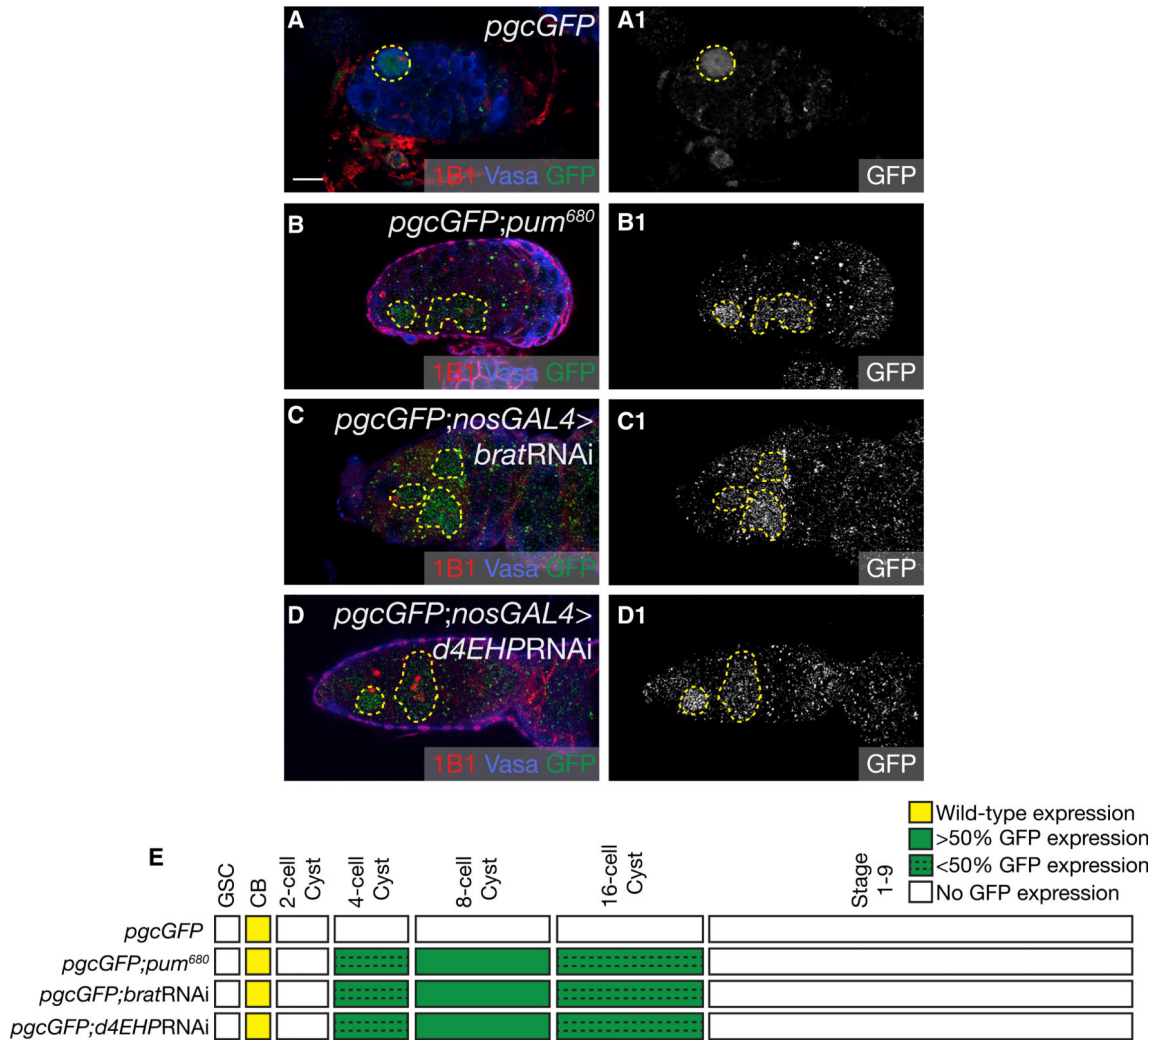 A
pgcGFP
1B1 Vasa GFP
A1
GFP
B
pgcGFP;pum680
1B1 Vasa GFP
B1
GFP
C
pgcGFP;nosGAL4>
bratRNAi
1B1 Vasa GFP
C1
GFP
D
pgcGFP;nosGAL4>
d4EHPRNAi
1B1 Vasa GFP
D1
GFP
E
GSC
CB
2-cell
Cyst
4-cell
Cyst
8-cell
Cyst
16-cell
Cyst
Stage
1-9
Wild-type expression
>50% GFP expression
<50% GFP expression
No GFP expression
pgcGFP
pgcGFP;pum680
pgcGFP;bratRNAi
pgcGFP;d4EHPRNAi